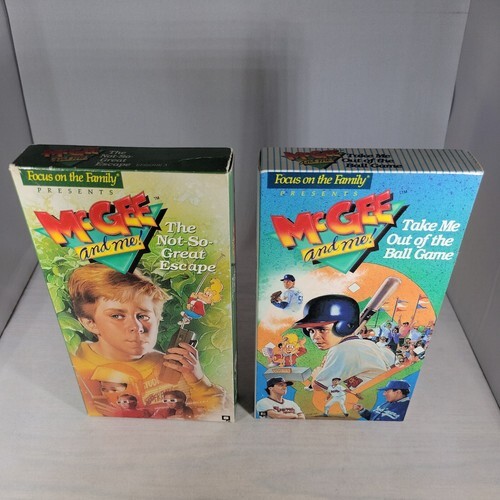 The
Not-So-
Great
Escape
Focus on the Family®
PRESENTS
McGEE™
and me!
The
Not-So-
Great
Escape
Take Me
Out of the
Ball Game
Focus on the Family®
PRESENTS
McGEE™
and me!
Take Me
Out of the
Ball Game